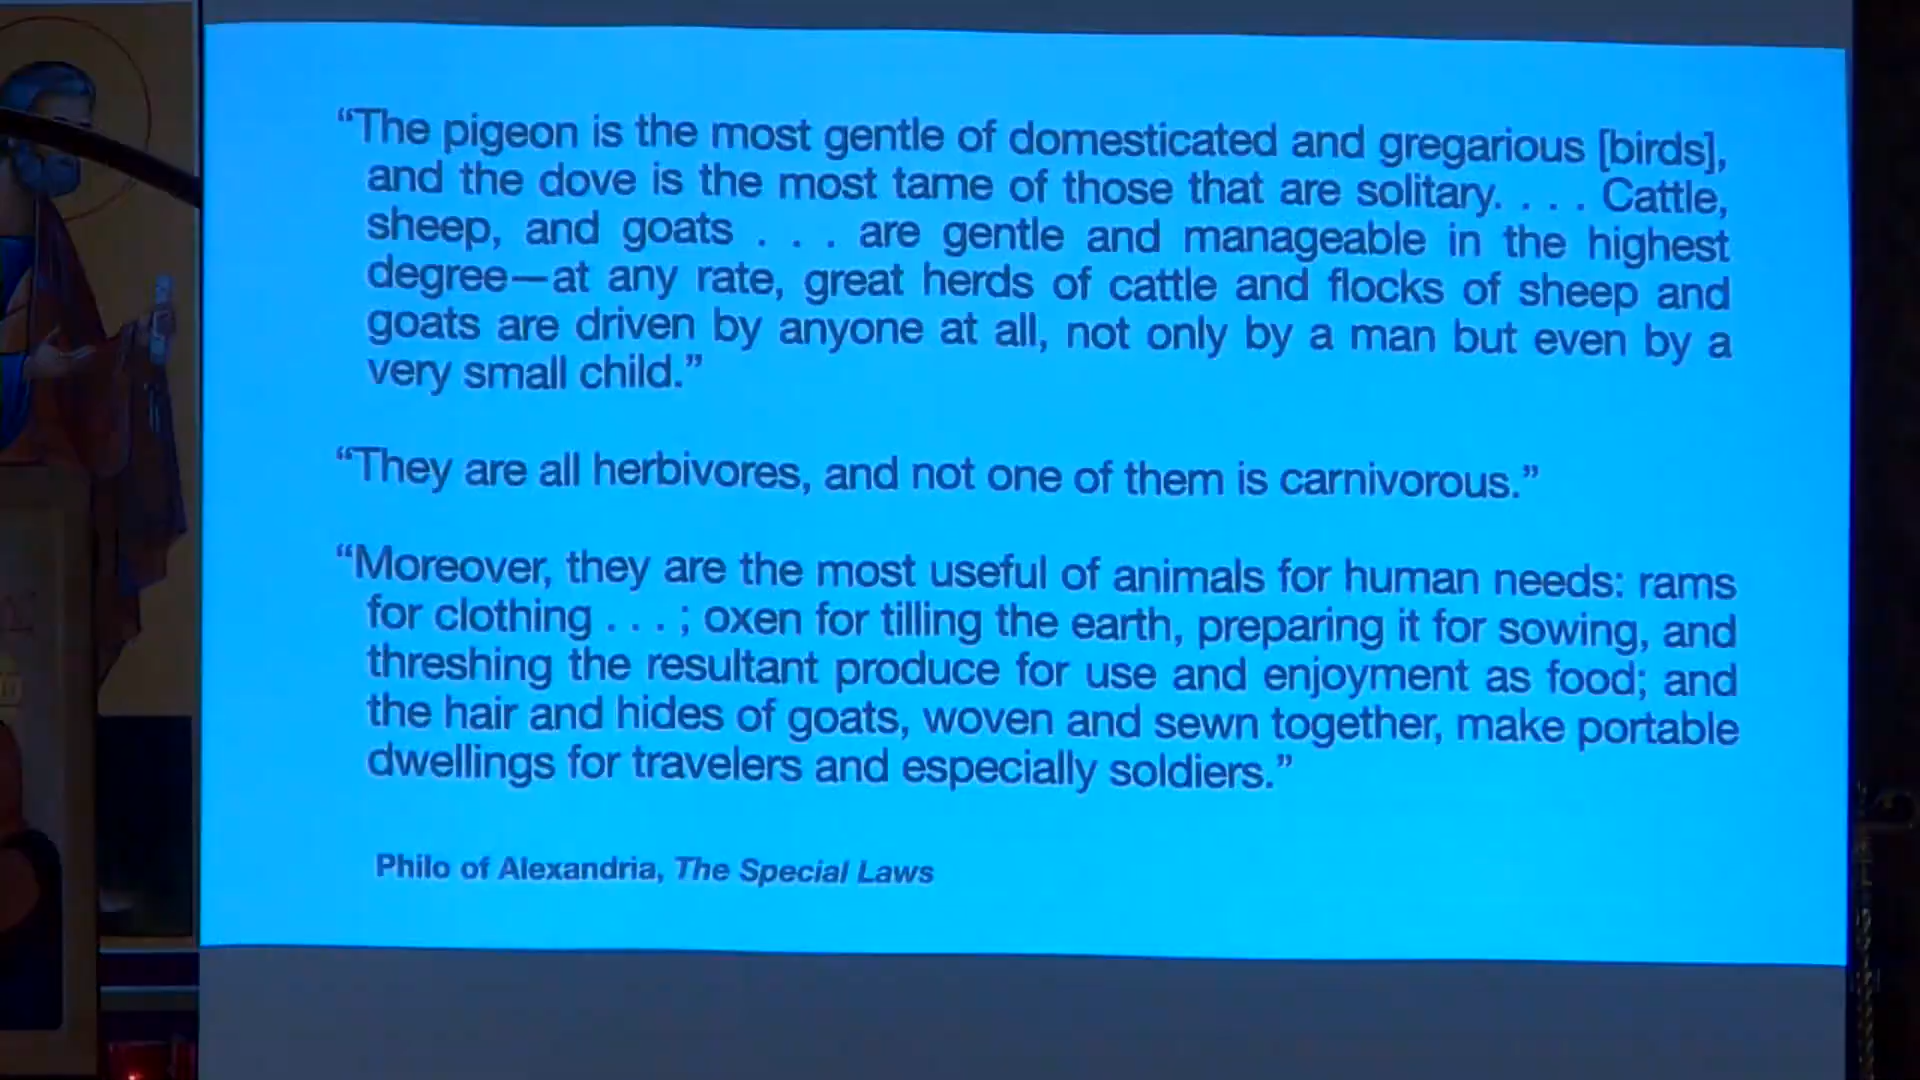 “The pigeon is the most gentle of domesticated and gregarious [birds],
and the dove is the most tame of those that are solitary. . . . Cattle,
sheep, and goats . . . are gentle and manageable in the highest
degree—at any rate, great herds of cattle and flocks of sheep and
goats are driven by anyone at all, not only by a man but even by a
very small child.”
“They are all herbivores, and not one of them is carnivorous.”
“Moreover, they are the most useful of animals for human needs: rams
for clothing . . . ; oxen for tilling the earth, preparing it for sowing, and
threshing the resultant produce for use and enjoyment as food; and
the hair and hides of goats, woven and sewn together, make portable
dwellings for travelers and especially soldiers.”
Philo of Alexandria, The Special Laws